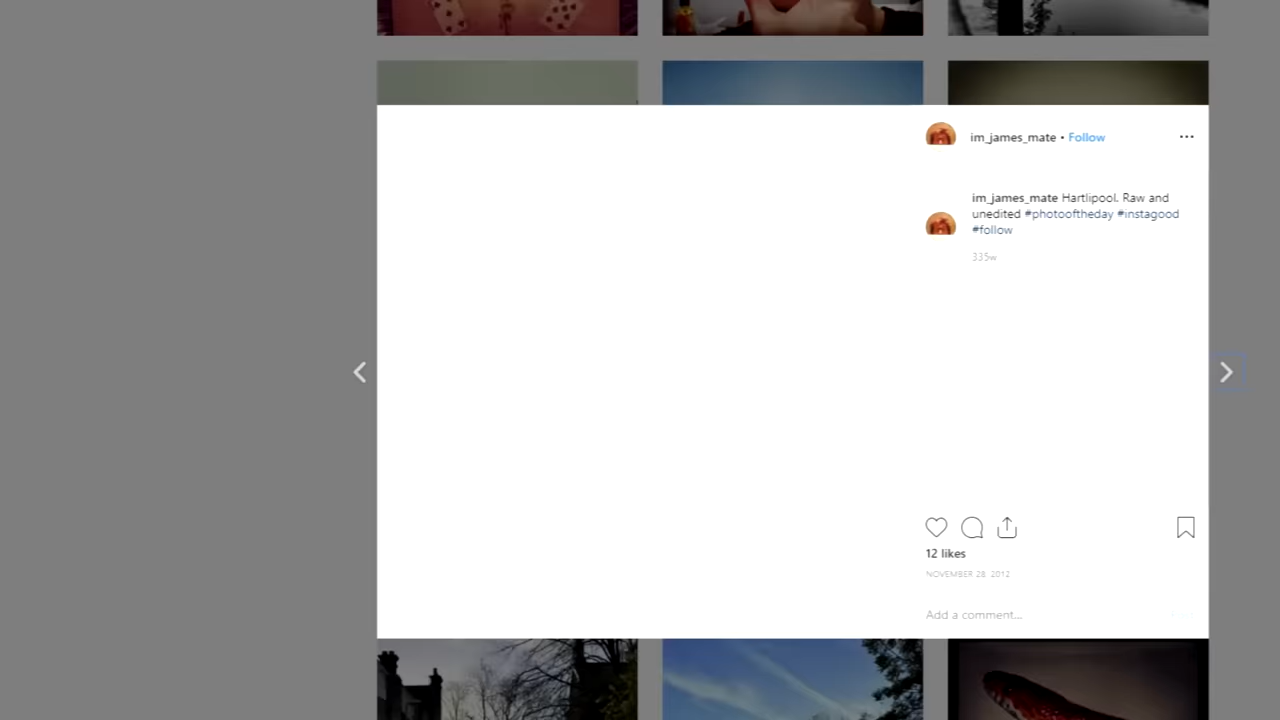 im_james_mate • Follow
im_james_mate Hartlipool. Raw and
unedited #photooftheday #instagood
#follow
335w
12 likes
NOVEMBER 28, 2012
Add a comment...